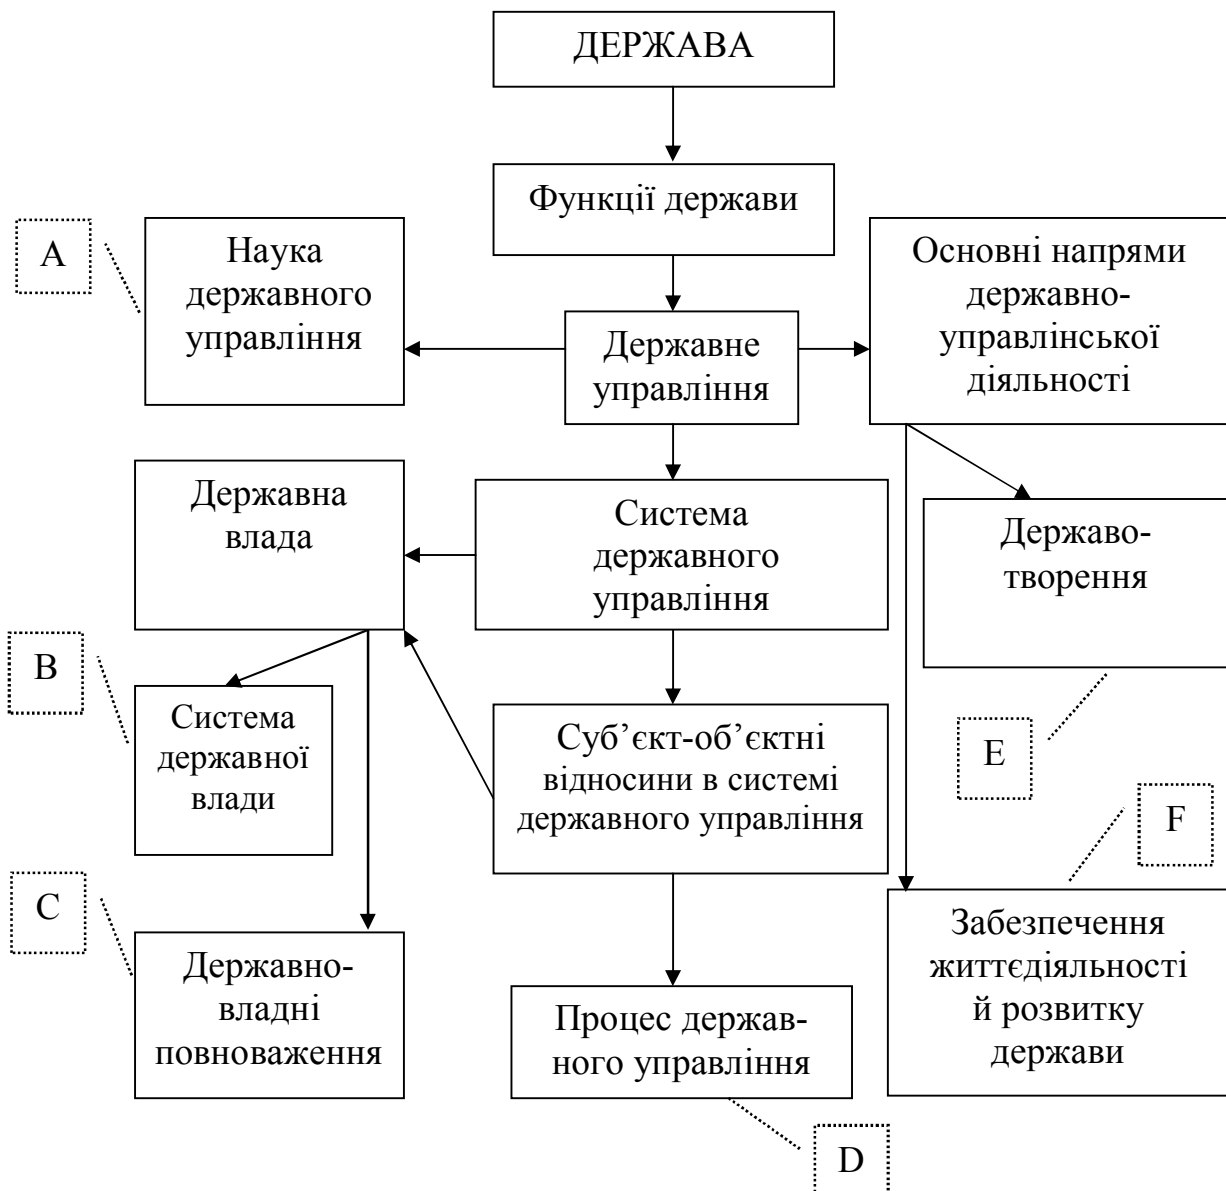 ДЕРЖАВА
Функції держави
A
Наука
державного
управління
Основні напрями
державно-
управлінської
діяльності
Державне
управління
Державна
влада
Система
державного
управління
Державо-
творення
B
Система
державної
влади
Суб’єкт-об’єктні
відносини в системі
державного управління
E
F
C
Державно-
владні
повноваження
Процес держав-
ного управління
Забезпечення
життєдіяльності
й розвитку
держави
D